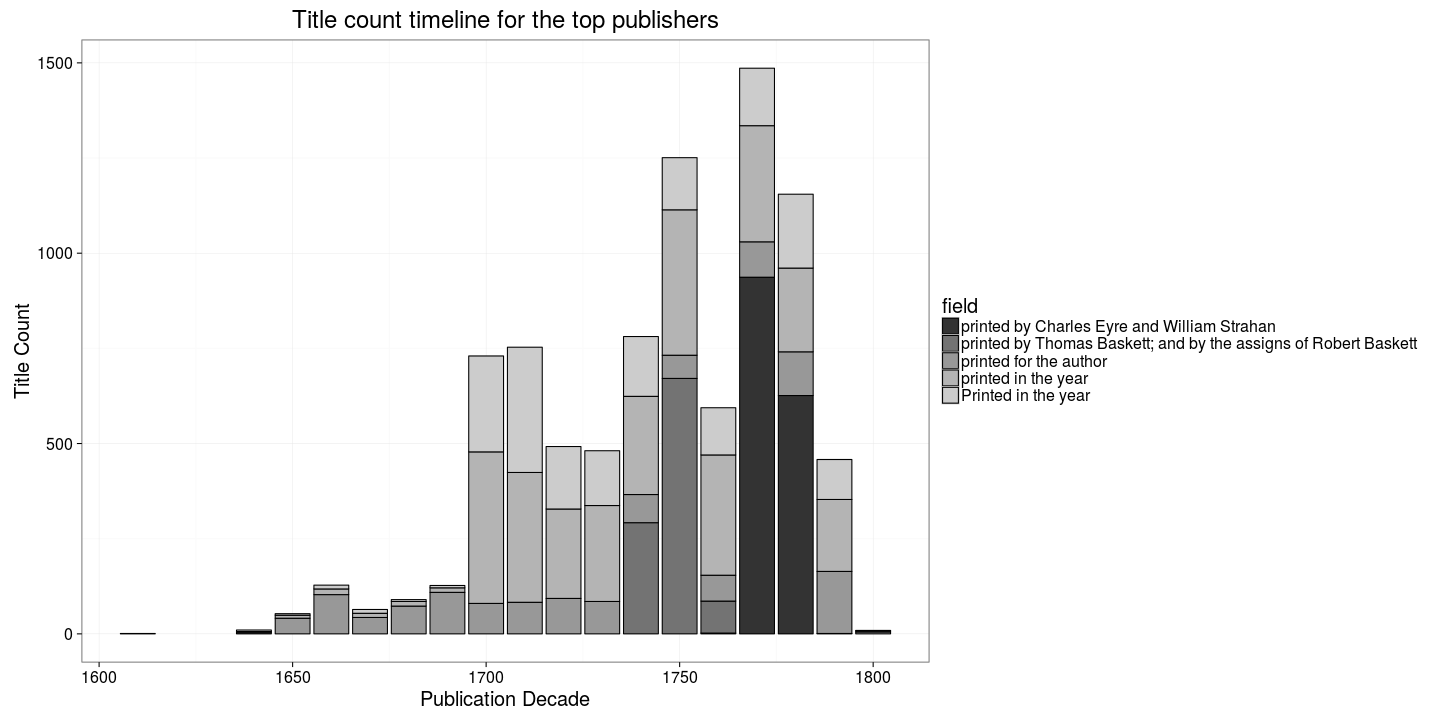 Title count timeline for the top publishers
1500
1000
500
0
Title Count
1600
1650
1700
1750
1800
Publication Decade
field
printed by Charles Eyre and William Strahan
printed by Thomas Baskett; and by the assigns of Robert Baskett
printed for the author
printed in the year
Printed in the year